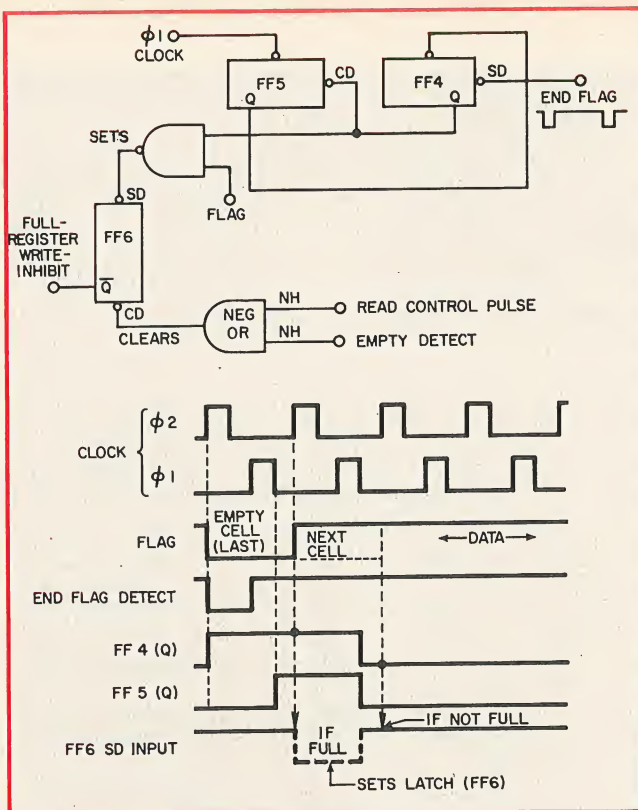 ϕ1
CLOCK
FF5
CD
Q
FF4
SD
Q
END FLAG
SETS
SD
FLAG
FULL-
REGISTER
WRITE-
INHIBIT
FF6
Q̅
CD
CLEARS
NEG
OR
NH
READ CONTROL PULSE
NH
EMPTY DETECT
CLOCK
ϕ2
ϕ1
FLAG
EMPTY
CELL
(LAST)
NEXT
CELL
DATA
END FLAG DETECT
FF 4 (Q)
FF 5 (Q)
FF6 SD INPUT
IF
FULL
IF NOT FULL
SETS LATCH (FF6)